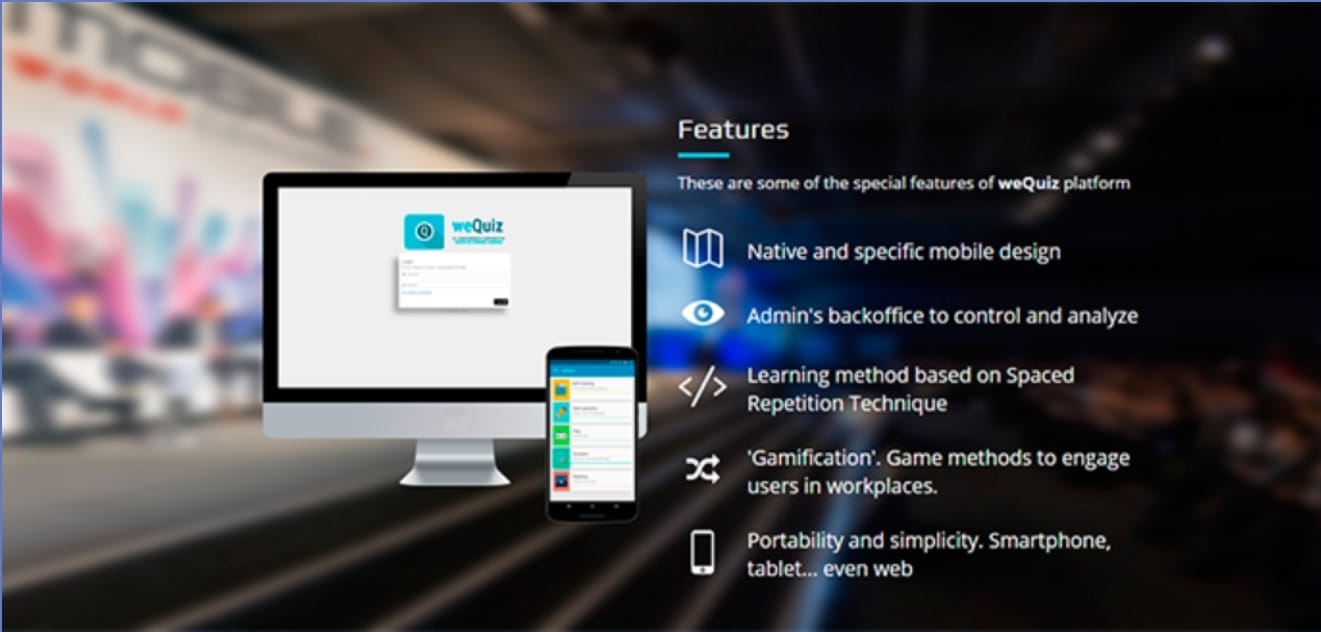 MOBILE
Features
These are some of the special features of weQuiz platform
weQuiz
Native and specific mobile design
Admin's backoffice to control and analyze
Learning method based on Spaced
Repetition Technique
'Gamification'. Game methods to engage
users in workplaces.
Portability and simplicity. Smartphone,
tablet... even web